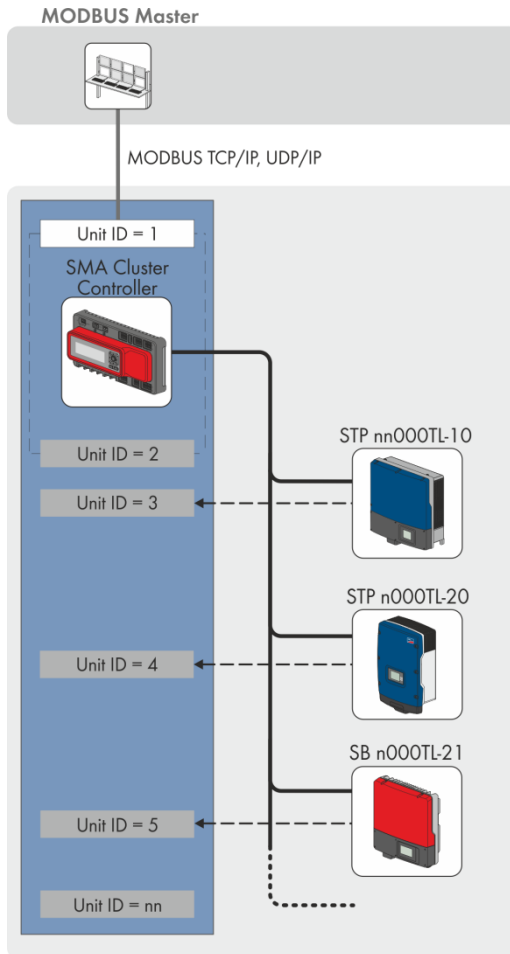 MODBUS Master
MODBUS TCP/IP, UDP/IP
Unit ID = 1
SMA Cluster
Controller
Unit ID = 2
STP nn000TL-10
Unit ID = 3
STP n000TL-20
Unit ID = 4
SB n000TL-21
Unit ID = 5
Unit ID = nn